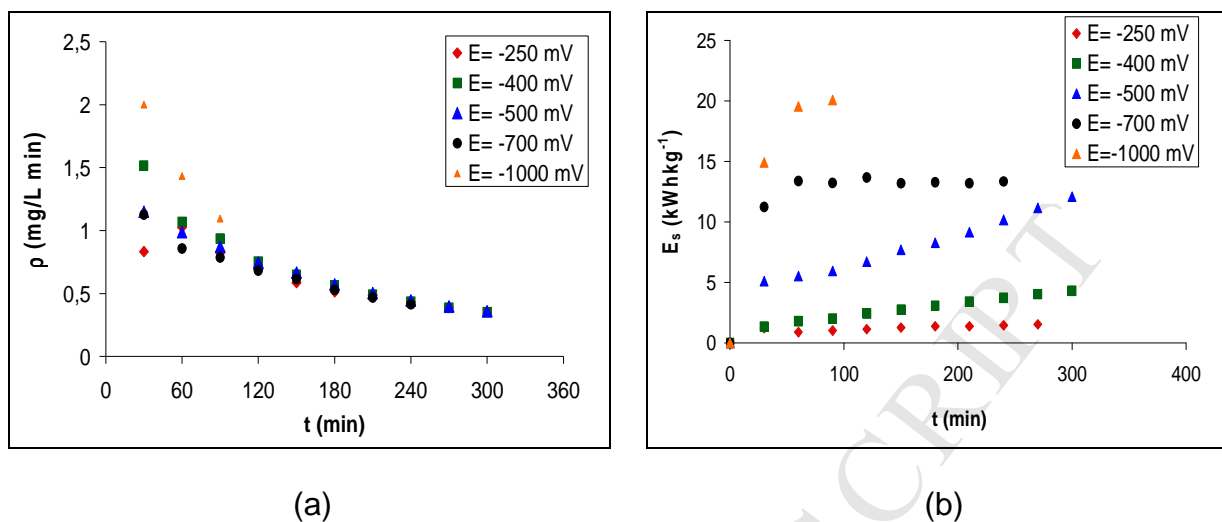 2,5
2
1,5
1
0,5
0
0 60 120 180 240 300 360
ρ (mg/L min)
t (min)
E= -250 mV
E= -400 mV
E= -500 mV
E= -700 mV
E= -1000 mV
(a)
25
20
15
10
5
0
0 100 200 300 400
Es (kWhkg-1)
t (min)
E= -250 mV
E= -400 mV
E= -500 mV
E= -700 mV
E=-1000 mV
(b)
CRIPT